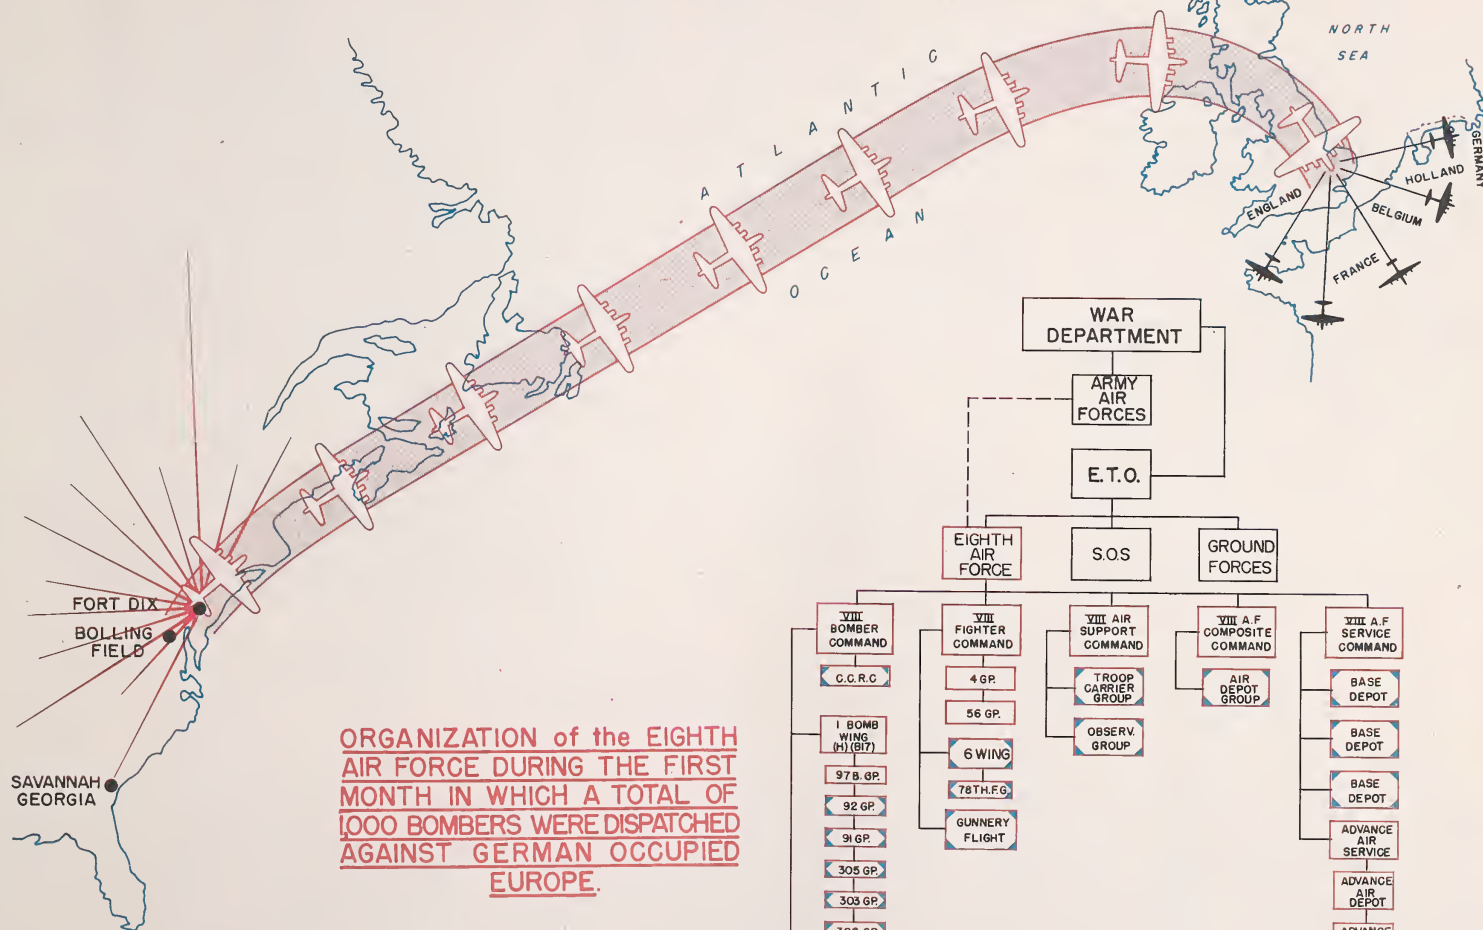 NORTH
SEA
ATLANTIC
OCEAN
GERMANY
HOLLAND
BELGIUM
ENGLAND
FRANCE
FORT DIX
BOLLING
FIELD
SAVANNAH
GEORGIA
ORGANIZATION of the EIGHTH
AIR FORCE DURING THE FIRST
MONTH IN WHICH A TOTAL OF
1,000 BOMBERS WERE DISPATCHED
AGAINST GERMAN OCCUPIED
EUROPE.
WAR
DEPARTMENT
ARMY
AIR
FORCES
E.T.O.
EIGHTH
AIR
FORCE
S.O.S
GROUND
FORCES
VIII
BOMBER
COMMAND
C.C.R.C
1 BOMB
WING
(H)(B17)
97 B. GP.
92 GP.
91 GP.
305 GP.
303 GP.
VIII
FIGHTER
COMMAND
4 GP.
56 GP.
6 WING
78TH.F.G.
GUNNERY
FLIGHT
VIII AIR
SUPPORT
COMMAND
TROOP
CARRIER
GROUP
OBSERV.
GROUP
VIII A.F
COMPOSITE
COMMAND
AIR
DEPOT
GROUP
VIII A.F
SERVICE
COMMAND
BASE
DEPOT
BASE
DEPOT
BASE
DEPOT
ADVANCE
AIR
SERVICE
ADVANCE
AIR
DEPOT
ADVANCE